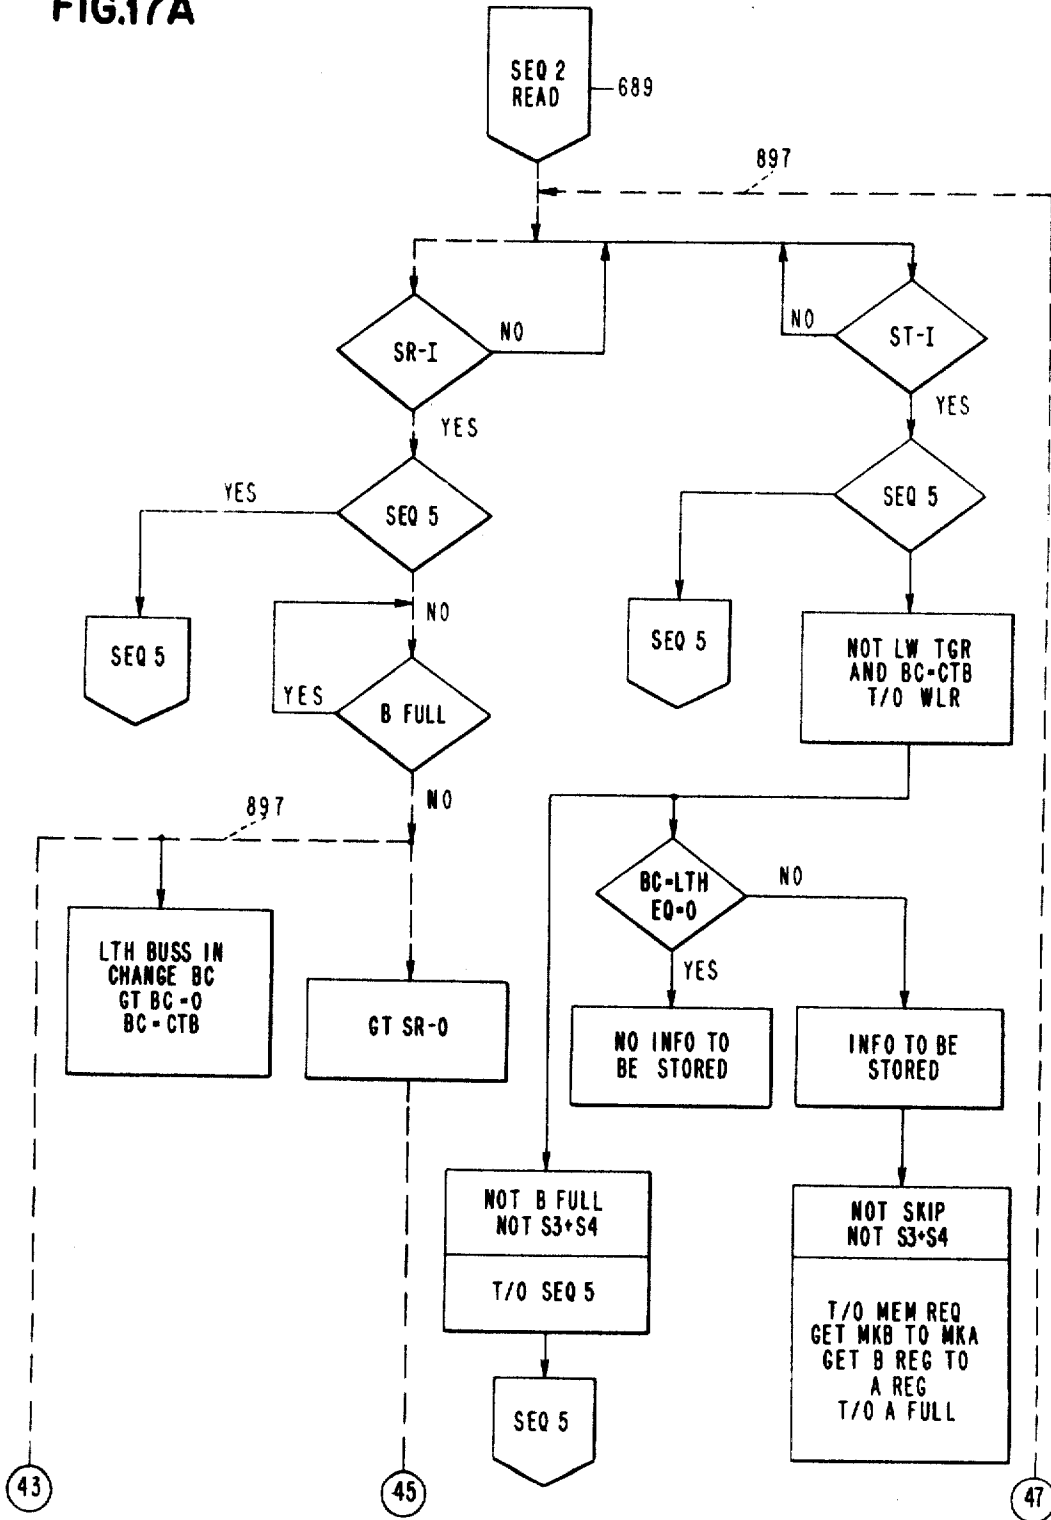 FIG.17A
SEQ 2
READ
689
897
SR-I
NO
NO
ST-I
YES
YES
YES
SEQ 5
SEQ 5
SEQ 5
NO
SEQ 5
NOT LW TGR
AND BC=CTB
T/O WLR
YES
B FULL
NO
897
BC=LTH
EQ=0
NO
YES
LTH BUSS IN
CHANGE BC
GT BC=0
BC=CTB
GT SR-0
NO INFO TO
BE STORED
INFO TO BE
STORED
NOT B FULL
NOT S3+S4
T/O SEQ 5
NOT SKIP
NOT S3+S4
T/O MEM REQ
GET MKB TO MKA
GET B REG TO
A REG
T/O A FULL
SEQ 5
43
45
47